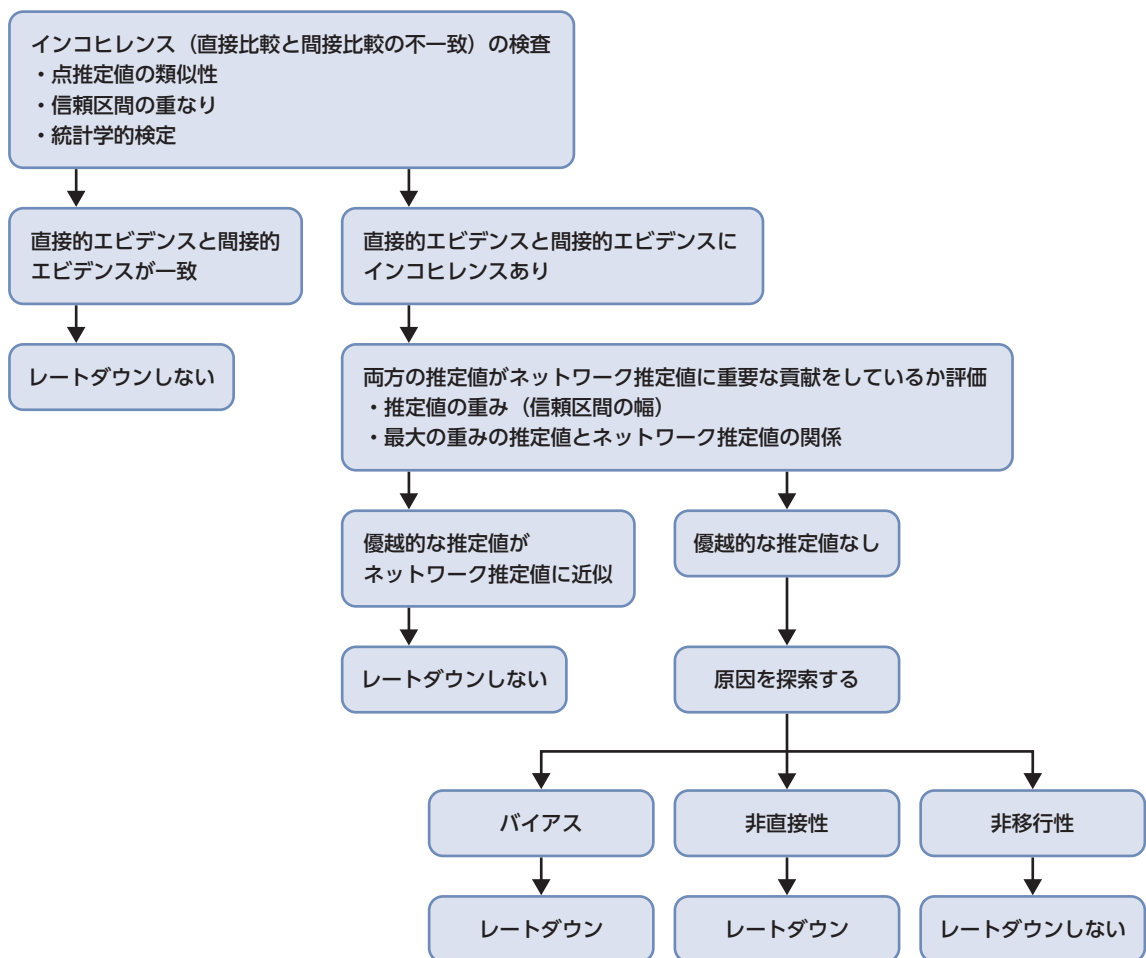 インコヒレンス（直接比較と間接比較の不一致）の検査
・点推定値の類似性
・信頼区間の重なり
・統計学的検定
直接的エビデンスと間接的
エビデンスが一致
直接的エビデンスと間接的エビデンスに
インコヒレンスあり
レートダウンしない
両方の推定値がネットワーク推定値に重要な貢献をしているか評価
・推定値の重み（信頼区間の幅）
・最大の重みの推定値とネットワーク推定値の関係
優越的な推定値が
ネットワーク推定値に近似
優越的な推定値なし
レートダウンしない
原因を探索する
バイアス
非直接性
非移行性
レートダウン
レートダウン
レートダウンしない